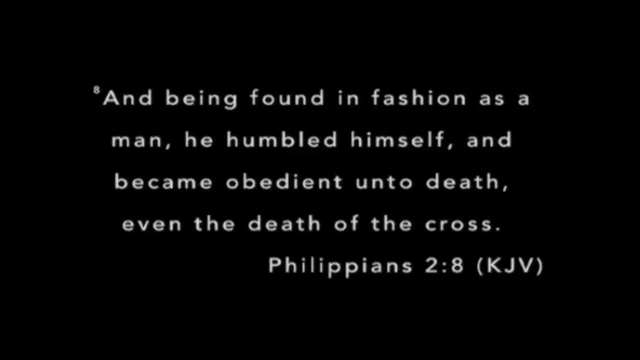 ⁸And being found in fashion as a
man, he humbled himself, and
became obedient unto death,
even the death of the cross.
Philippians 2:8 (KJV)